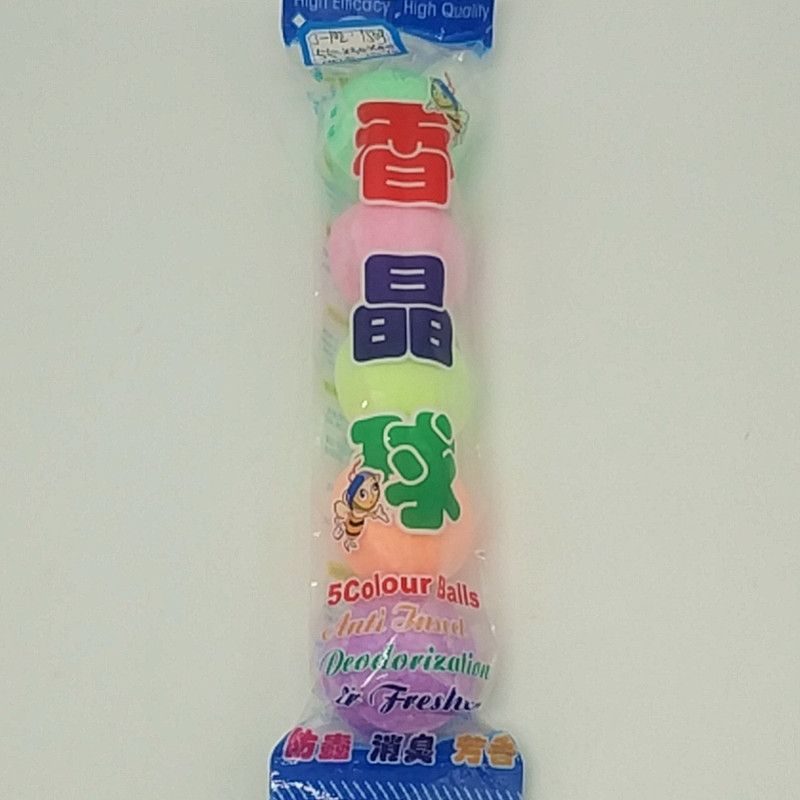 High Efficacy, High Quality
香
晶
球
5Colour Balls
Anti Insect
Deodorization
Air Freshe
防蟲 消臭 芳香